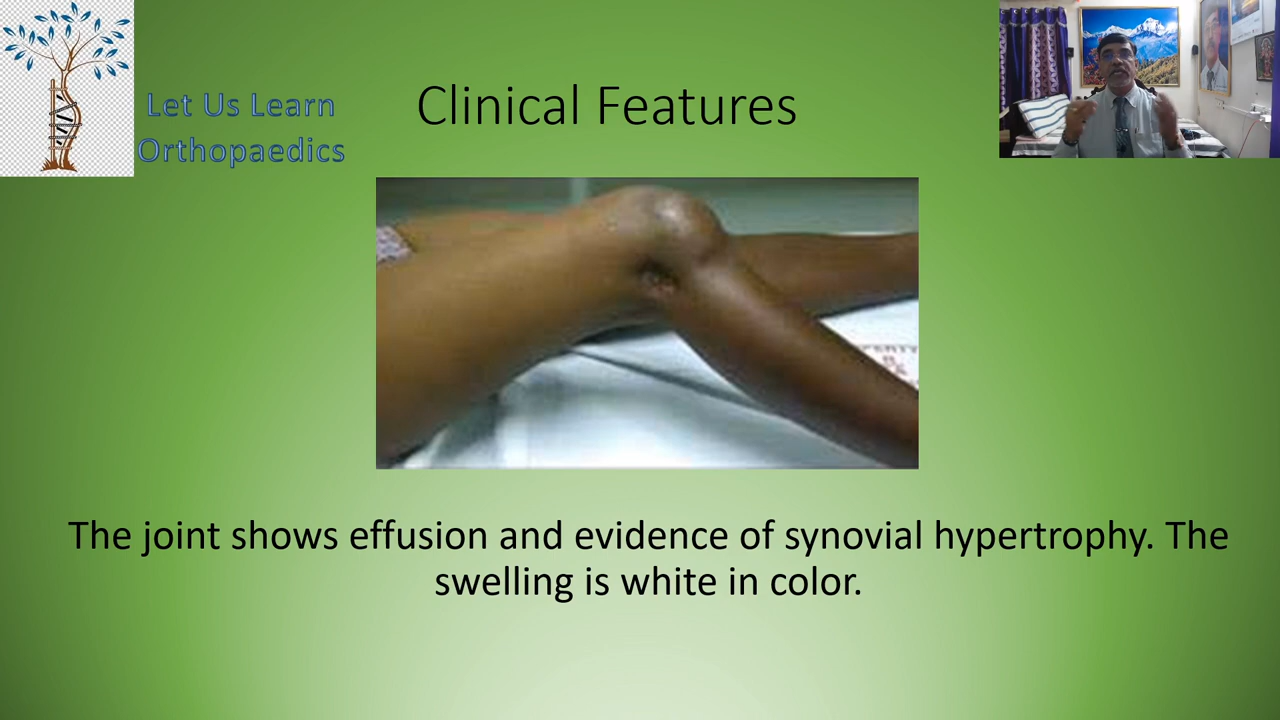 Let Us Learn
Orthopaedics
Clinical Features
The joint shows effusion and evidence of synovial hypertrophy. The
swelling is white in color.